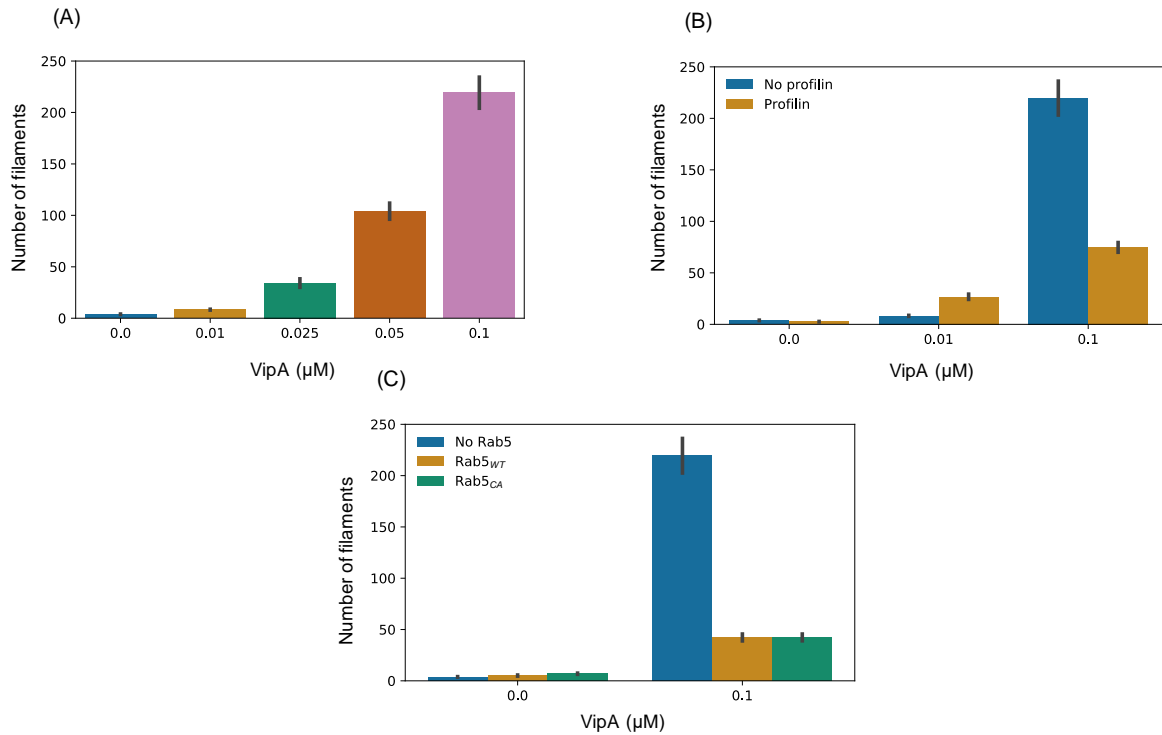 (A)
250
200
150
100
50
0
Number of filaments
0.0 0.01 0.025 0.05 0.1
VipA (µM)
(B)
250
200
150
100
50
0
Number of filaments
No profilin
Profilin
0.0 0.01 0.1
VipA (µM)
(C)
250
200
150
100
50
0
Number of filaments
No Rab5
Rab5WT
Rab5CA
0.0 0.1
VipA (µM)